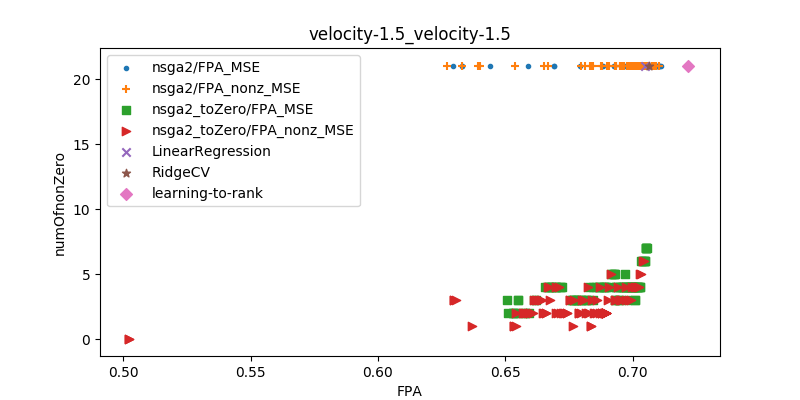 velocity-1.5_velocity-1.5
nsga2/FPA_MSE
nsga2/FPA_nonz_MSE
nsga2_toZero/FPA_MSE
nsga2_toZero/FPA_nonz_MSE
LinearRegression
RidgeCV
learning-to-rank
numOfnonZero
20
15
10
5
0
0.50 0.55 0.60 0.65 0.70
FPA